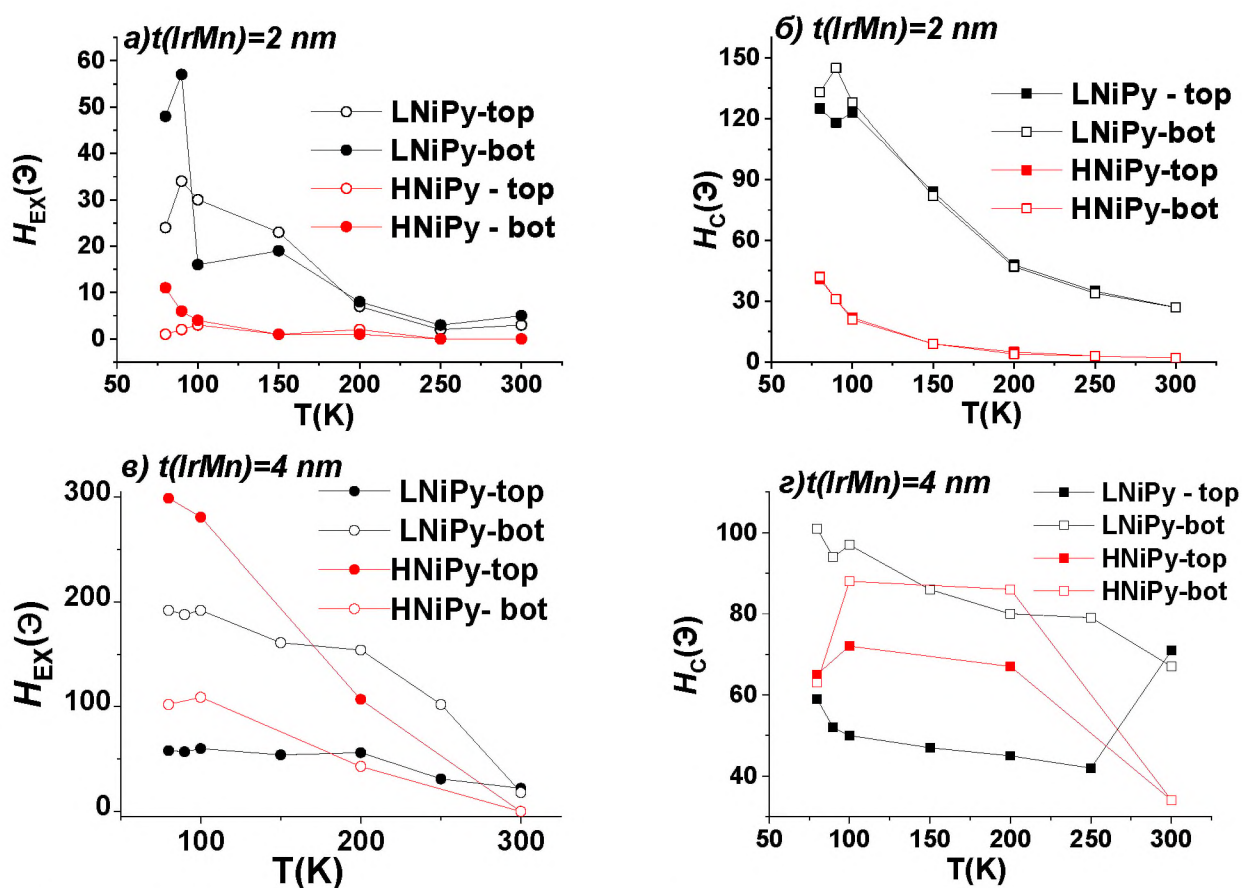 а)t(IrMn)=2 nm
60
50
40
30
20
10
0
H_EX(Э)
LNiPy-top
LNiPy-bot
HNiPy - top
HNiPy - bot
50 100 150 200 250 300
T(K)
б) t(IrMn)=2 nm
150
120
90
60
30
0
H_C(Э)
LNiPy - top
LNiPy-bot
HNiPy-top
HNiPy-bot
50 100 150 200 250 300
T(K)
в) t(IrMn)=4 nm
300
200
100
0
H_EX(Э)
LNiPy-top
LNiPy-bot
HNiPy-top
HNiPy- bot
100 200 300
T(K)
г)t(IrMn)=4 nm
100
80
60
40
H_C(Э)
LNiPy - top
LNiPy-bot
HNiPy-top
HNiPy-bot
50 100 150 200 250 300
T(K)